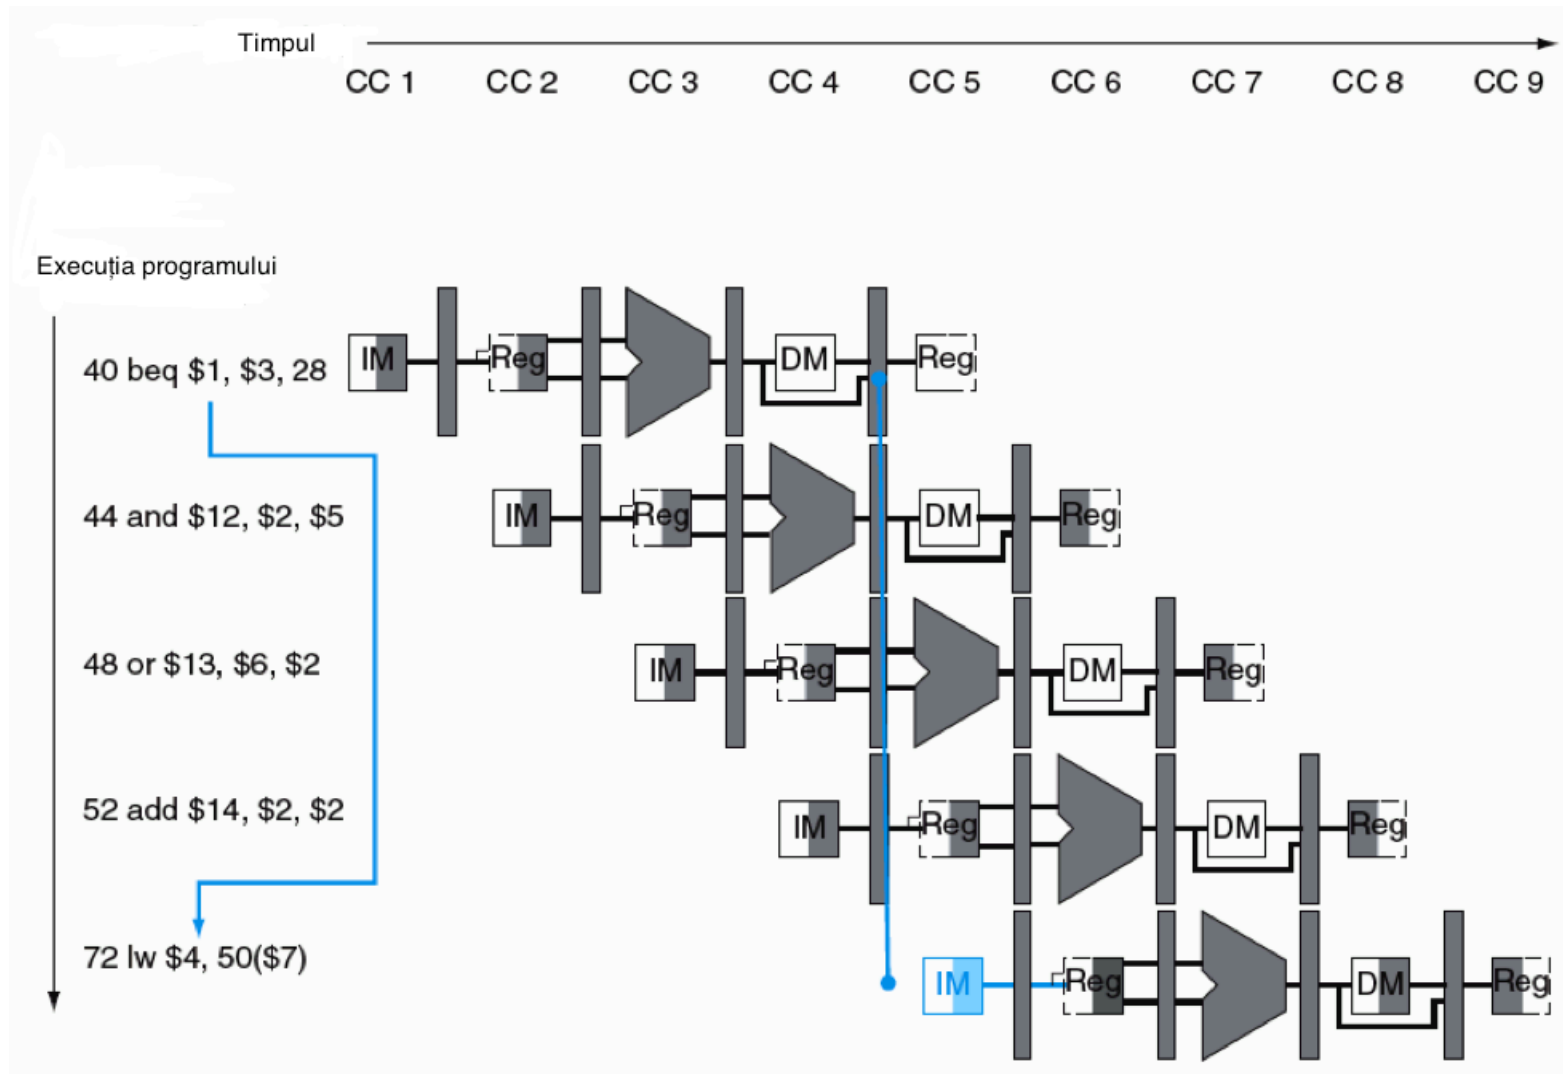 Timpul
CC 1 CC 2 CC 3 CC 4 CC 5 CC 6 CC 7 CC 8 CC 9
Execuția programului
40 beq $1, $3, 28 IM Reg DM Reg
44 and $12, $2, $5 IM Reg DM Reg
48 or $13, $6, $2 IM Reg DM Reg
52 add $14, $2, $2 IM Reg DM Reg
72 lw $4, 50($7) IM Reg DM Reg